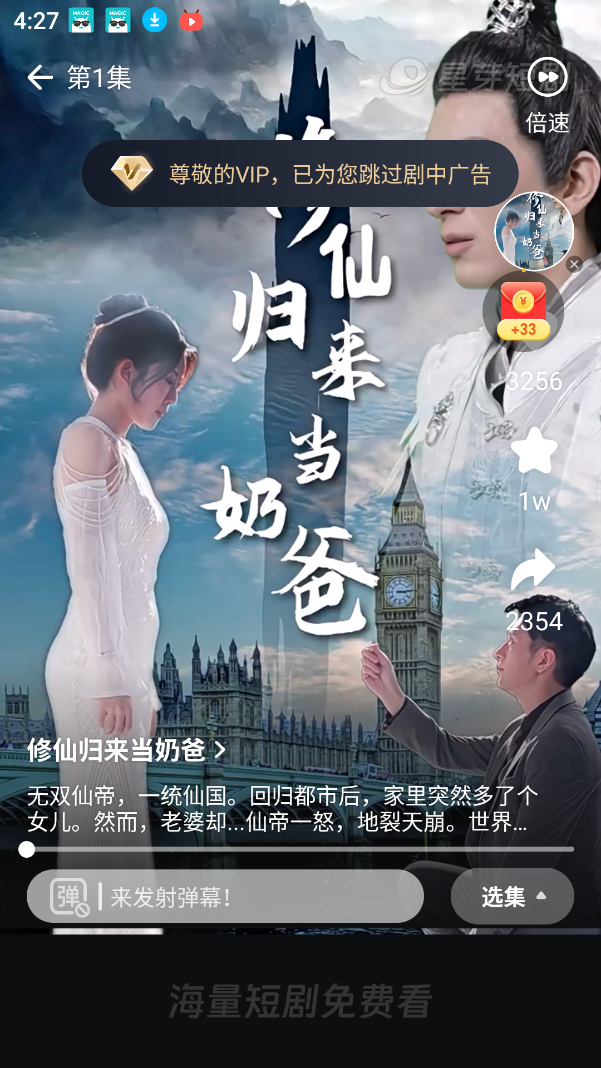 4:27
MAGIC
MAGIC
第1集
星芽短剧
倍速
尊敬的VIP，已为您跳过剧中广告
修仙归来当奶爸
修仙归来当奶爸
¥
+33
3256
1w
2354
修仙归来当奶爸
无双仙帝，一统仙国。回归都市后，家里突然多了个
女儿。然而，老婆却...仙帝一怒，地裂天崩。世界...
弹
来发射弹幕！
选集
海量短剧免费看